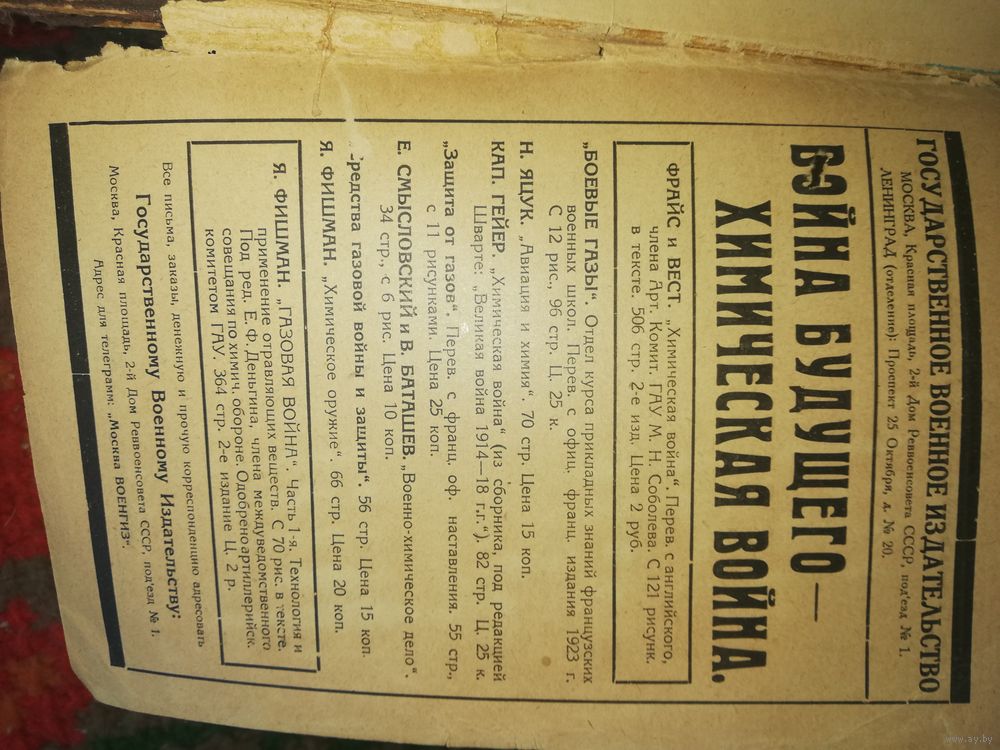 ГОСУДАРСТВЕННОЕ ВОЕННОЕ ИЗДАТЕЛЬСТВО
МОСКВА, Красная площадь, 2-й Дом Реввоенсовета СССР, под'езд № 1.
ЛЕНИНГРАД (отделение): Проспект 25 Октября, д. № 20.
ВОЙНА БУДУЩЕГО—
ХИМИЧЕСКАЯ ВОЙНА.
ФРАЙС и ВЕСТ. „Химическая война“. Перев. с английского,
члена Арт. Комит. ГАУ М. Н. Соболева. С 121 рисунк.
в тексте. 506 стр. 2-е изд. Цена 2 руб.
„БОЕВЫЕ ГАЗЫ“. Отдел курса прикладных знаний французских
военных школ. Перев. с офиц. франц. издания 1923 г.
С 12 рис., 96 стр. Ц. 25 к.
Н. ЯЦУК. „Авиация и химия“. 70 стр. Цена 15 коп.
КАП. ГЕЙЕР. „Химическая война“ (из сборника, под редакцией
Шварте: „Великая война 1914—18 г.г.“). 82 стр. Ц. 25 к.
„Защита от газов“. Перев. с франц. оф. наставления. 55 стр.,
с 11 рисунками. Цена 25 коп.
Е. СМЫСЛОВСКИЙ и В. БАТАШЕВ. „Военно-химическое дело“.
34 стр., с 6 рис. Цена 10 коп.
редства газовой войны и защиты“. 56 стр. Цена 15 коп.
Я. ФИШМАН. „Химическое оружие“. 66 стр. Цена 20 коп.
Я. ФИШМАН. „ГАЗОВАЯ ВОЙНА“. Часть 1-я. Технология и
применение отравляющих веществ. С 70 рис. в тексте.
Под ред. Е. Ф. Деньгина, члена междуведомственного
совещания по химич. обороне. Одобрено артиллерийск.
комитетом ГАУ. 364 стр. 2-е издание Ц. 2 р.
Все письма, заказы, денежную и прочую корреспонденцию адресовать
Государственному Военному Издательству:
Москва, Красная площадь, 2-й Дом Реввоенсовета СССР, под'езд № 1.
Адрес для телеграмм: „Москва ВОЕНГИЗ“.
www.ay.by